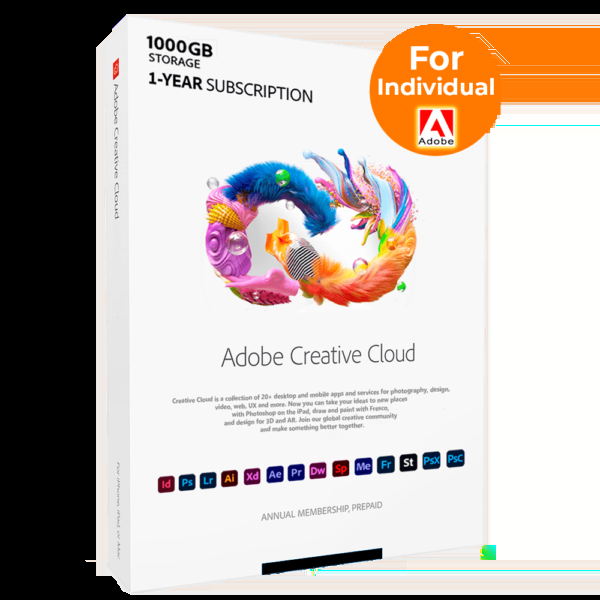 1000GB
STORAGE
1-YEAR SUBSCRIPTION
For
Individual
Adobe
Adobe Creative Cloud
Adobe Creative Cloud
Creative Cloud is a collection of 20+ desktop and mobile apps and services for photography, design,
video, web, UX and more. Now you can take your ideas to new places
with Photoshop on the iPad, draw and paint with Fresco,
and design for 3D and AR. Join our global creative community
and make something better together.
Id Ps Lr Ai Xd Ae Pr Dw Sp Me Fr St PsX PsC
ANNUAL MEMBERSHIP, PREPAID
For iPhone, iPad, or Mac